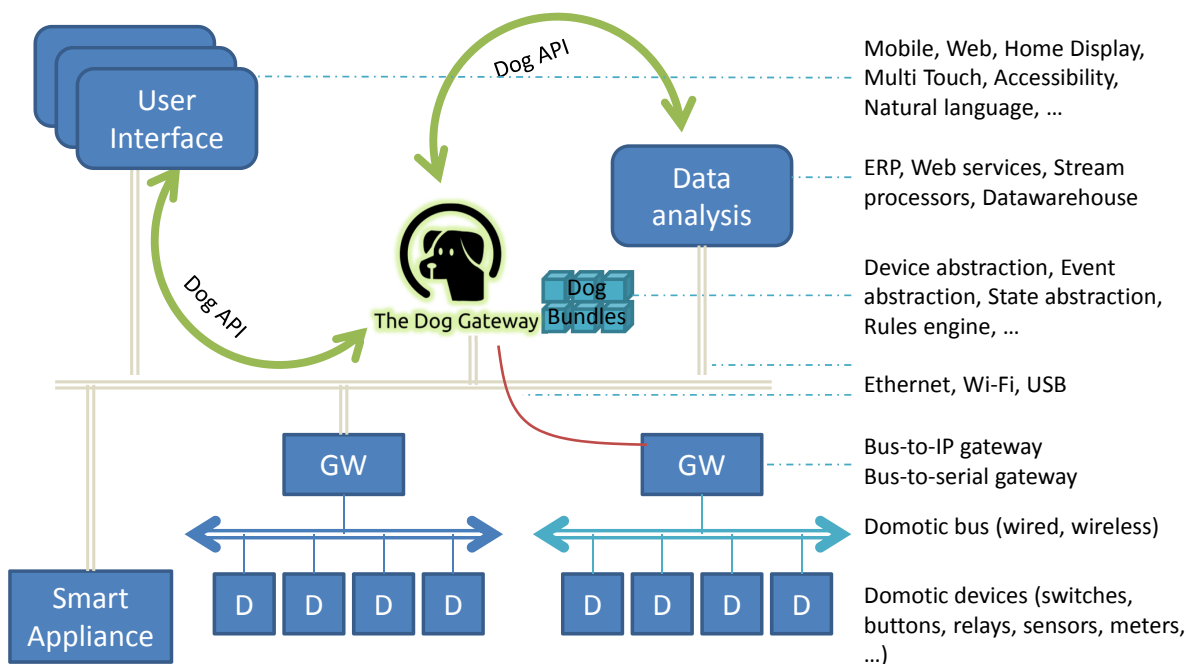 Dog API
User
Interface
Mobile, Web, Home Display,
Multi Touch, Accessibility,
Natural language, …
Data
analysis
ERP, Web services, Stream
processors, Datawarehouse
Dog API
The Dog Gateway
Dog
Bundles
Device abstraction, Event
abstraction, State abstraction,
Rules engine, …
Ethernet, Wi-Fi, USB
GW
GW
Bus-to-IP gateway
Bus-to-serial gateway
Domotic bus (wired, wireless)
Smart
Appliance
D D D D
D D D D
Domotic devices (switches,
buttons, relays, sensors, meters,
…)